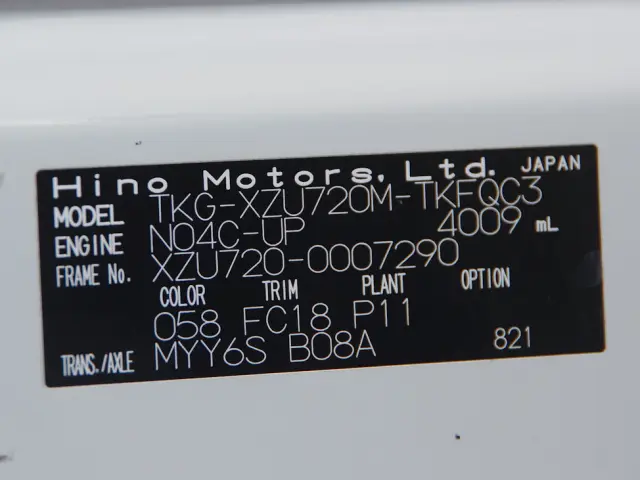 Hino Motors, Ltd. JAPAN
MODEL TKG-XZU720M-TKFQC3
ENGINE N04C-UP 4009 mL
FRAME No. XZU720-0007290
COLOR TRIM PLANT OPTION
058 FC18 P11
TRANS./AXLE MYY6S B08A 821